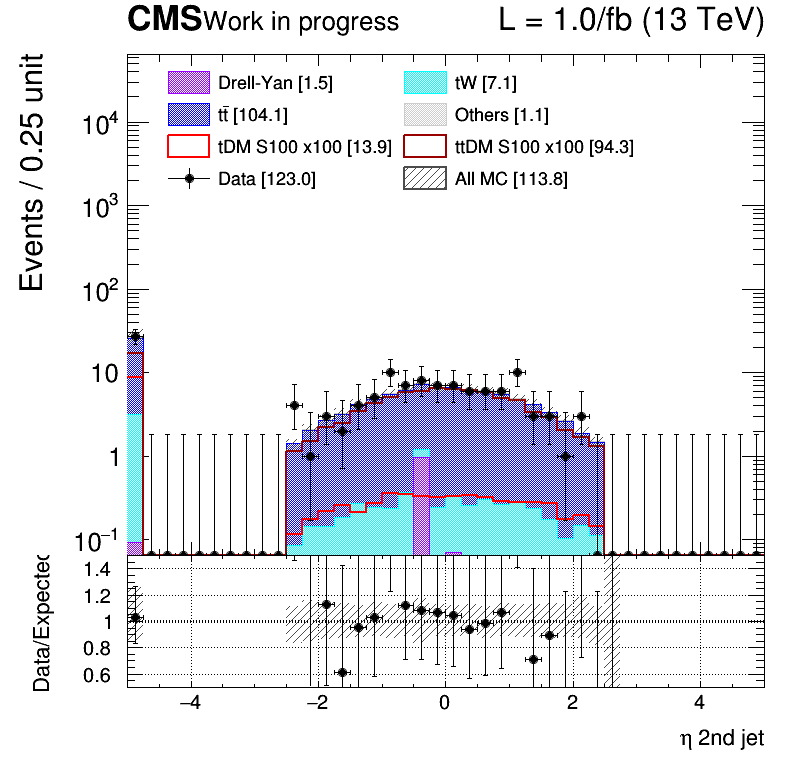 CMS Work in progress L = 1.0/fb (13 TeV)
Drell-Yan [1.5] tW [7.1]
tt̄ [104.1] Others [1.1]
tDM S100 x100 [13.9] ttDM S100 x100 [94.3]
Data [123.0] All MC [113.8]
Events / 0.25 unit
10⁴
10³
10²
10
1
10⁻¹
Data/Expected
1.4
1.2
1
0.8
0.6
−4 −2 0 2 4
η 2nd jet